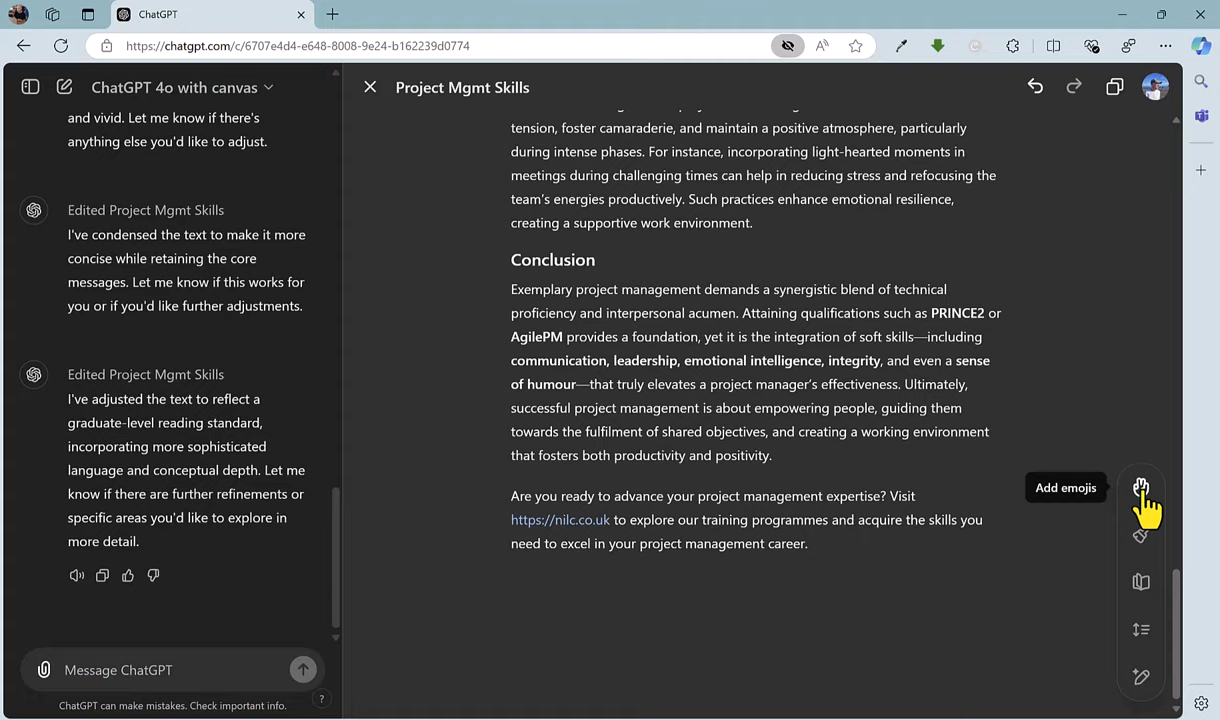 ChatGPT
https://chatgpt.com/c/6707e4d4-e648-8008-9e24-b162239d0774
ChatGPT 4o with canvas
and vivid. Let me know if there's
anything else you'd like to adjust.
Edited Project Mgmt Skills
I've condensed the text to make it more
concise while retaining the core
messages. Let me know if this works for
you or if you'd like further adjustments.
Edited Project Mgmt Skills
I've adjusted the text to reflect a
graduate-level reading standard,
incorporating more sophisticated
language and conceptual depth. Let me
know if there are further refinements or
specific areas you'd like to explore in
more detail.
Message ChatGPT
ChatGPT can make mistakes. Check important info.
?
Project Mgmt Skills
tension, foster camaraderie, and maintain a positive atmosphere, particularly
during intense phases. For instance, incorporating light-hearted moments in
meetings during challenging times can help in reducing stress and refocusing the
team's energies productively. Such practices enhance emotional resilience,
creating a supportive work environment.
Conclusion
Exemplary project management demands a synergistic blend of technical
proficiency and interpersonal acumen. Attaining qualifications such as PRINCE2 or
AgilePM provides a foundation, yet it is the integration of soft skills—including
communication, leadership, emotional intelligence, integrity, and even a sense
of humour—that truly elevates a project manager's effectiveness. Ultimately,
successful project management is about empowering people, guiding them
towards the fulfilment of shared objectives, and creating a working environment
that fosters both productivity and positivity.
Are you ready to advance your project management expertise? Visit
https://nilc.co.uk to explore our training programmes and acquire the skills you
need to excel in your project management career.
Add emojis